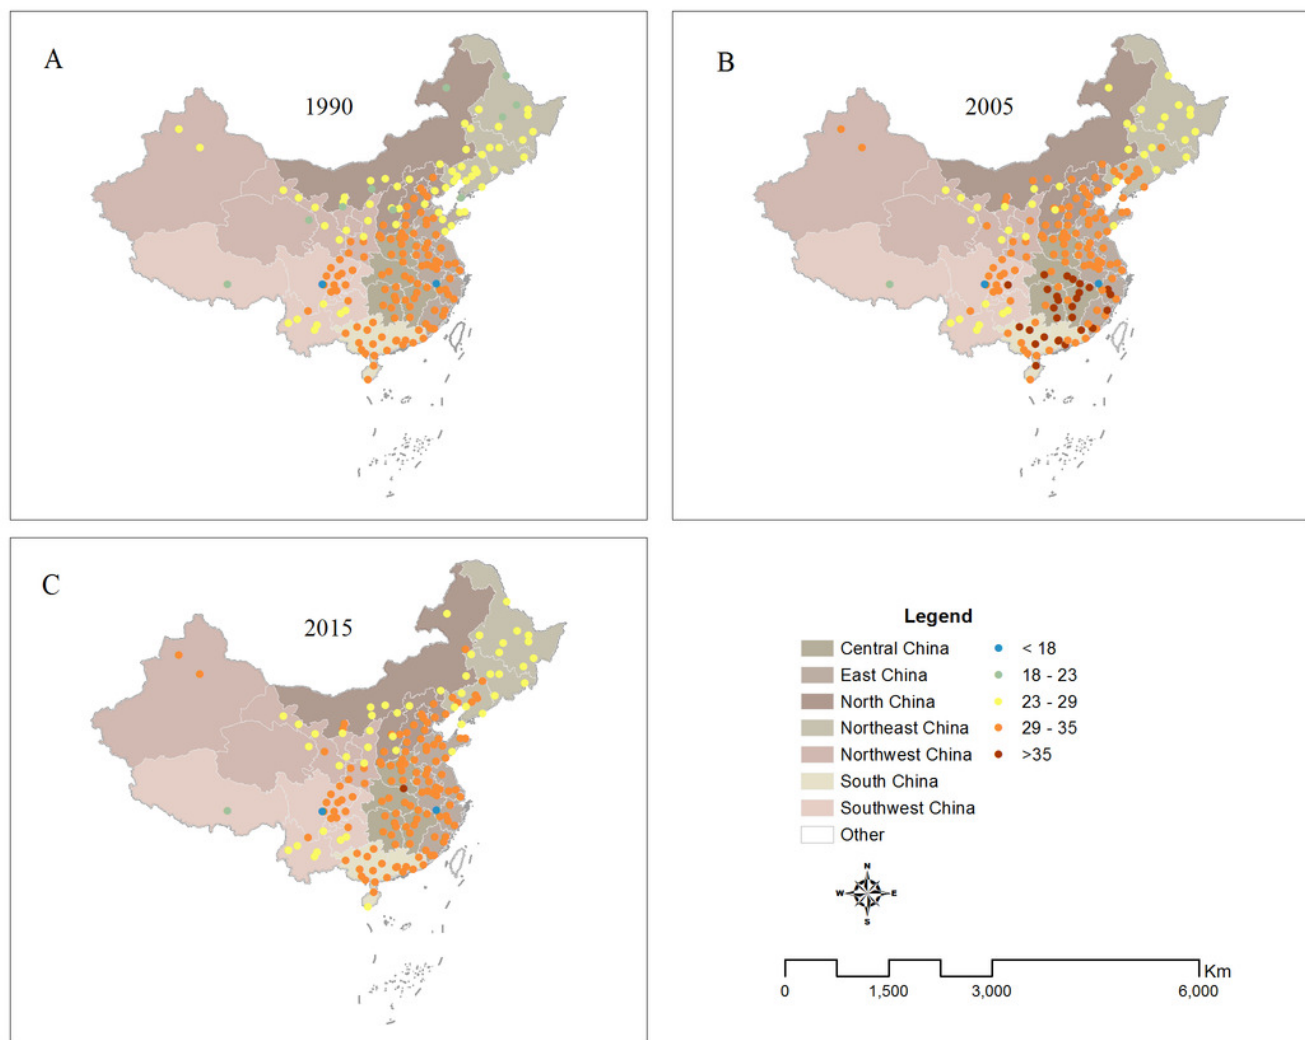 A
1990
B
2005
C
2015
Legend
Central China
East China
North China
Northeast China
Northwest China
South China
Southwest China
Other
< 18
18 - 23
23 - 29
29 - 35
>35
N
W E
S
Km
0 1,500 3,000 6,000